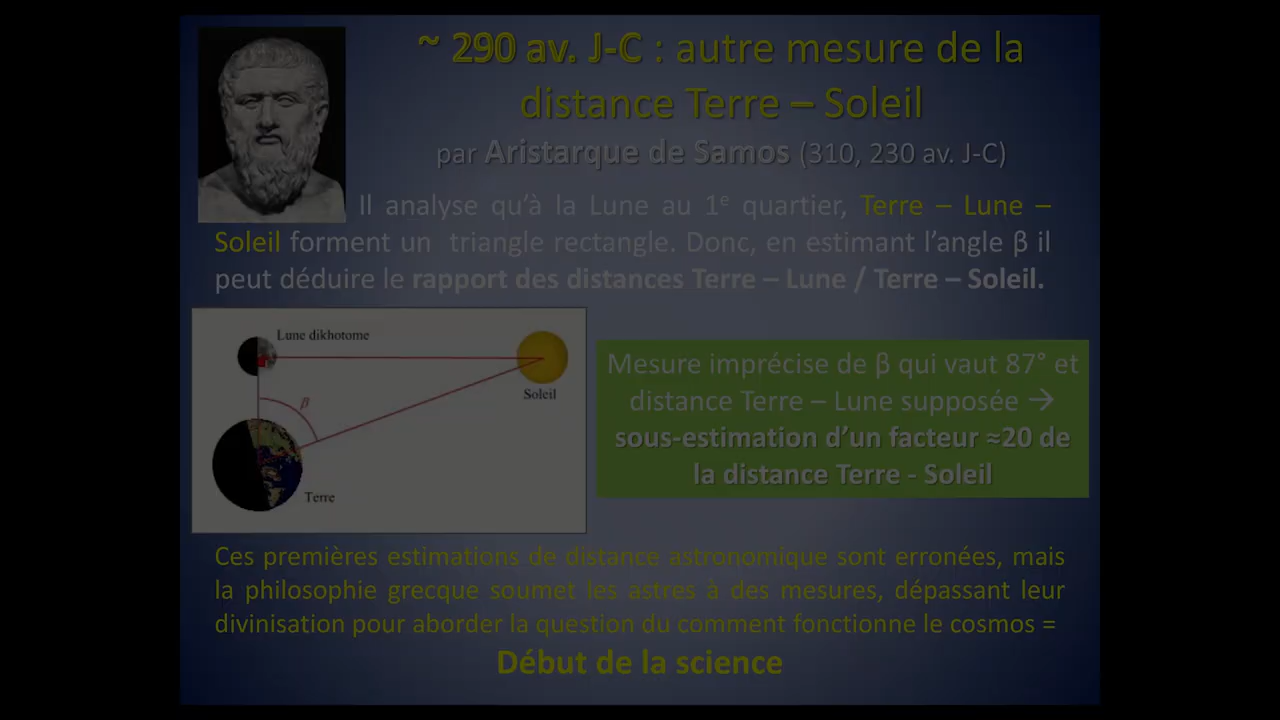 ~ 290 av. J-C : autre mesure de la
distance Terre – Soleil
par Aristarque de Samos (310, 230 av. J-C)
Il analyse qu'à la Lune au 1e quartier, Terre – Lune –
Soleil forment un triangle rectangle. Donc, en estimant l'angle β il
peut déduire le rapport des distances Terre – Lune / Terre – Soleil.
Lune dikhotome
β
Soleil
Terre
Mesure imprécise de β qui vaut 87° et
distance Terre – Lune supposée →
sous-estimation d'un facteur ≈20 de
la distance Terre - Soleil
Ces premières estimations de distance astronomique sont erronées, mais
la philosophie grecque soumet les astres à des mesures, dépassant leur
divinisation pour aborder la question du comment fonctionne le cosmos =
Début de la science